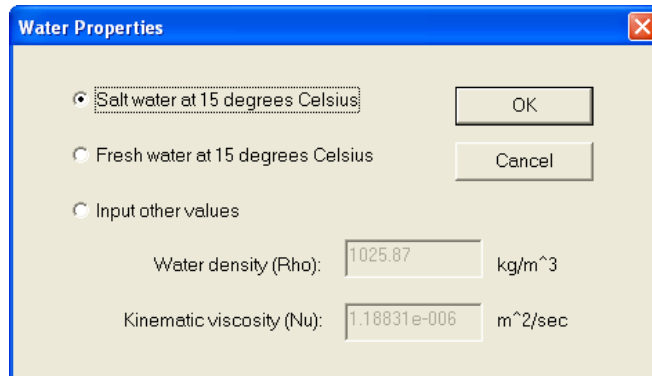 Water Properties
Salt water at 15 degrees Celsius
OK
Fresh water at 15 degrees Celsius
Cancel
Input other values
Water density (Rho): 1025.87 kg/m^3
Kinematic viscosity (Nu): 1.18831e-006 m^2/sec